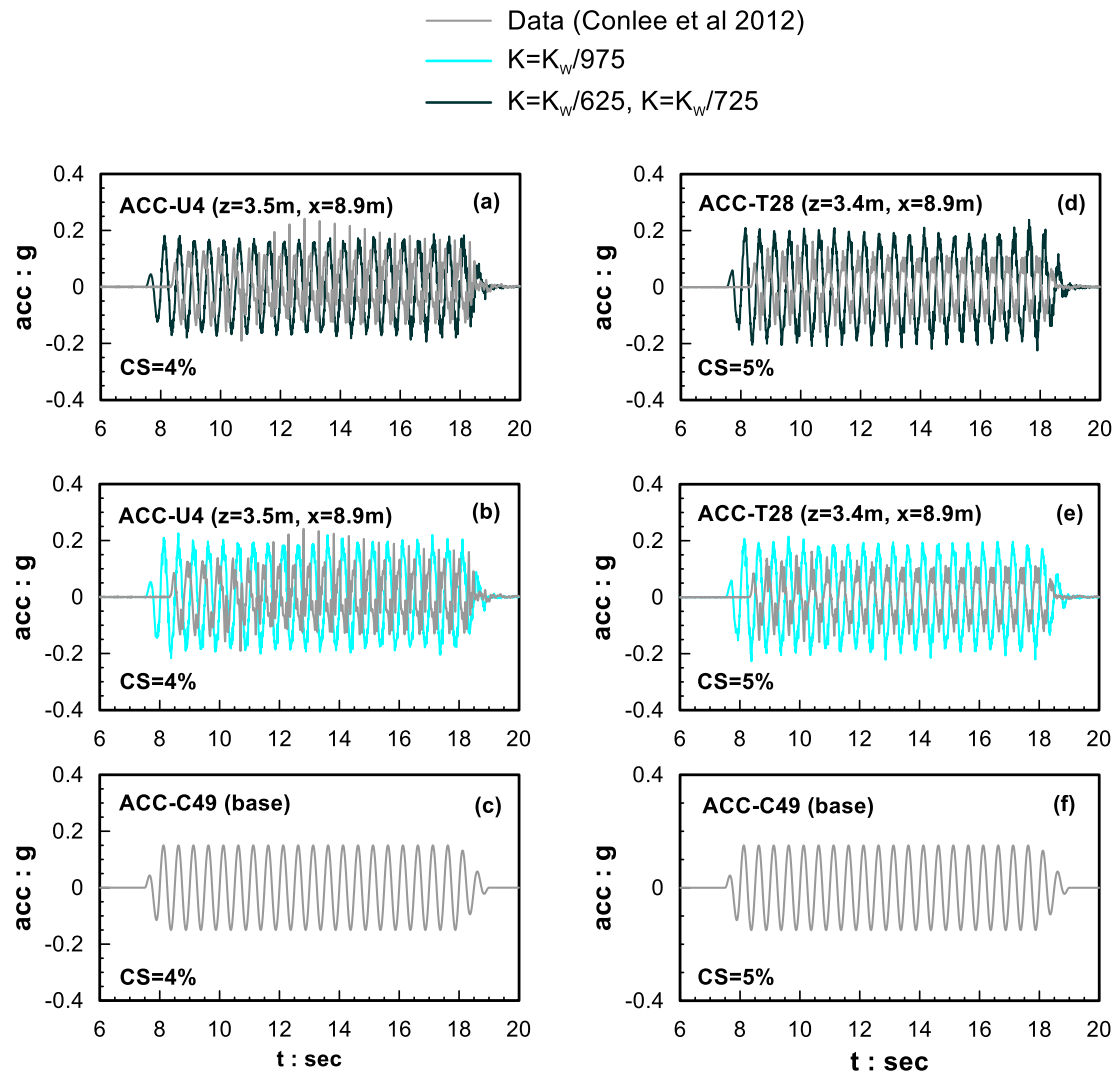 Data (Conlee et al 2012)
K=KW/975
K=KW/625, K=KW/725
0.4
0.2
0
-0.2
-0.4
acc : g
ACC-U4 (z=3.5m, x=8.9m)
(a)
CS=4%
6 8 10 12 14 16 18 20
0.4
0.2
0
-0.2
-0.4
acc : g
ACC-T28 (z=3.4m, x=8.9m)
(d)
CS=5%
6 8 10 12 14 16 18 20
0.4
0.2
0
-0.2
-0.4
acc : g
ACC-U4 (z=3.5m, x=8.9m)
(b)
CS=4%
6 8 10 12 14 16 18 20
0.4
0.2
0
-0.2
-0.4
acc : g
ACC-T28 (z=3.4m, x=8.9m)
(e)
CS=5%
6 8 10 12 14 16 18 20
0.4
0.2
0
-0.2
-0.4
acc : g
ACC-C49 (base)
(c)
CS=4%
6 8 10 12 14 16 18 20
t : sec
0.4
0.2
0
-0.2
-0.4
acc : g
ACC-C49 (base)
(f)
CS=5%
6 8 10 12 14 16 18 20
t : sec